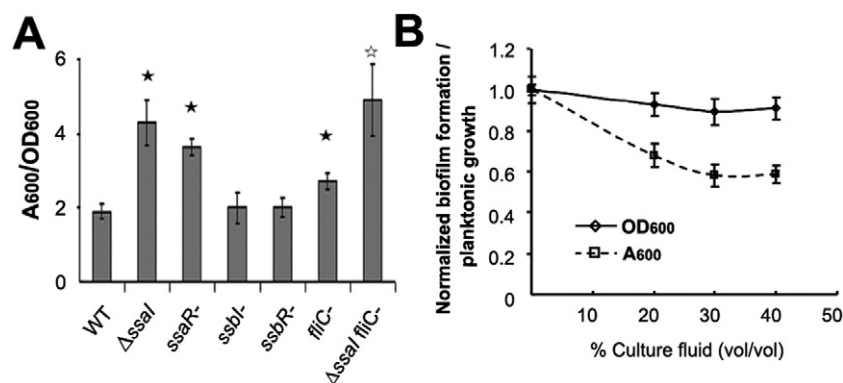 A
A600/OD600
6
4
2
0
★
★
★
☆
WT
Δssal
ssaR-
ssbI-
ssbR-
fliC-
Δssal fliC-
B
Normalized biofilm formation /
planktonic growth
1.2
1.0
0.8
0.6
0.4
0.2
0
OD600
A600
10
20
30
40
50
% Culture fluid (vol/vol)